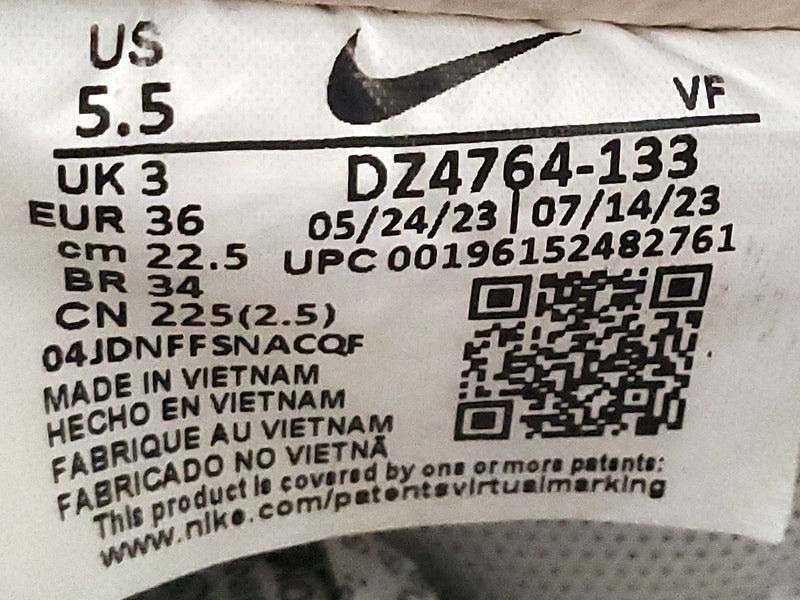 US
5.5
VF
UK 3
EUR 36
cm 22.5
BR 34
CN 225(2.5)
DZ4764-133
05/24/23 | 07/14/23
UPC 00196152482761
04JDNFFSNACQF
MADE IN VIETNAM
HECHO EN VIETNAM
FABRIQUE AU VIETNAM
FABRICADO NO VIETNÃ
This product is covered by one or more patents:
www.nike.com/patentsvirtualmarking